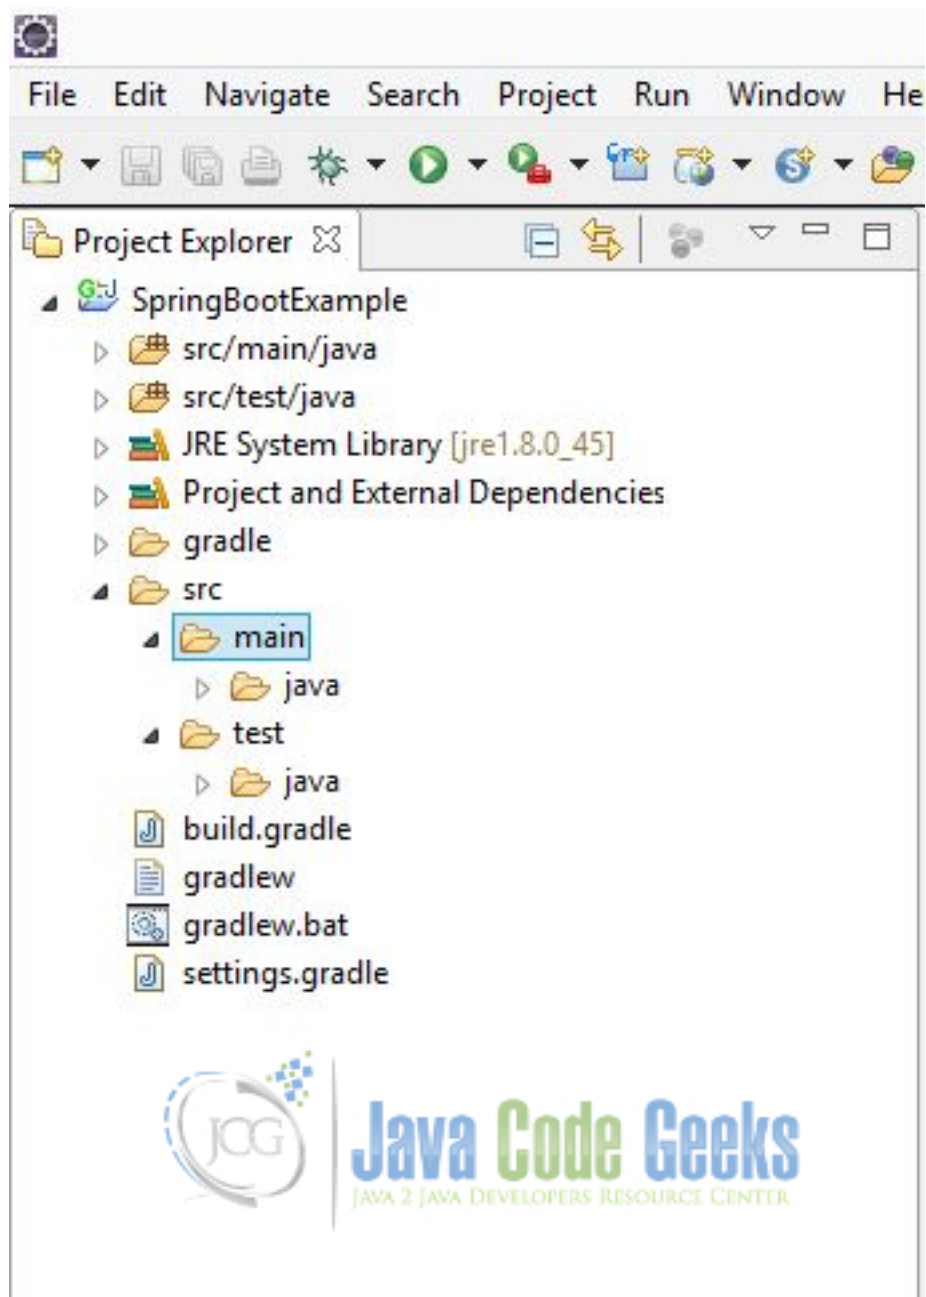 File Edit Navigate Search Project Run Window He
Project Explorer
SpringBootExample
src/main/java
src/test/java
JRE System Library [jre1.8.0_45]
Project and External Dependencies
gradle
src
main
java
test
java
build.gradle
gradlew
gradlew.bat
settings.gradle
JCG
Java Code Geeks
JAVA 2 JAVA DEVELOPERS RESOURCE CENTER